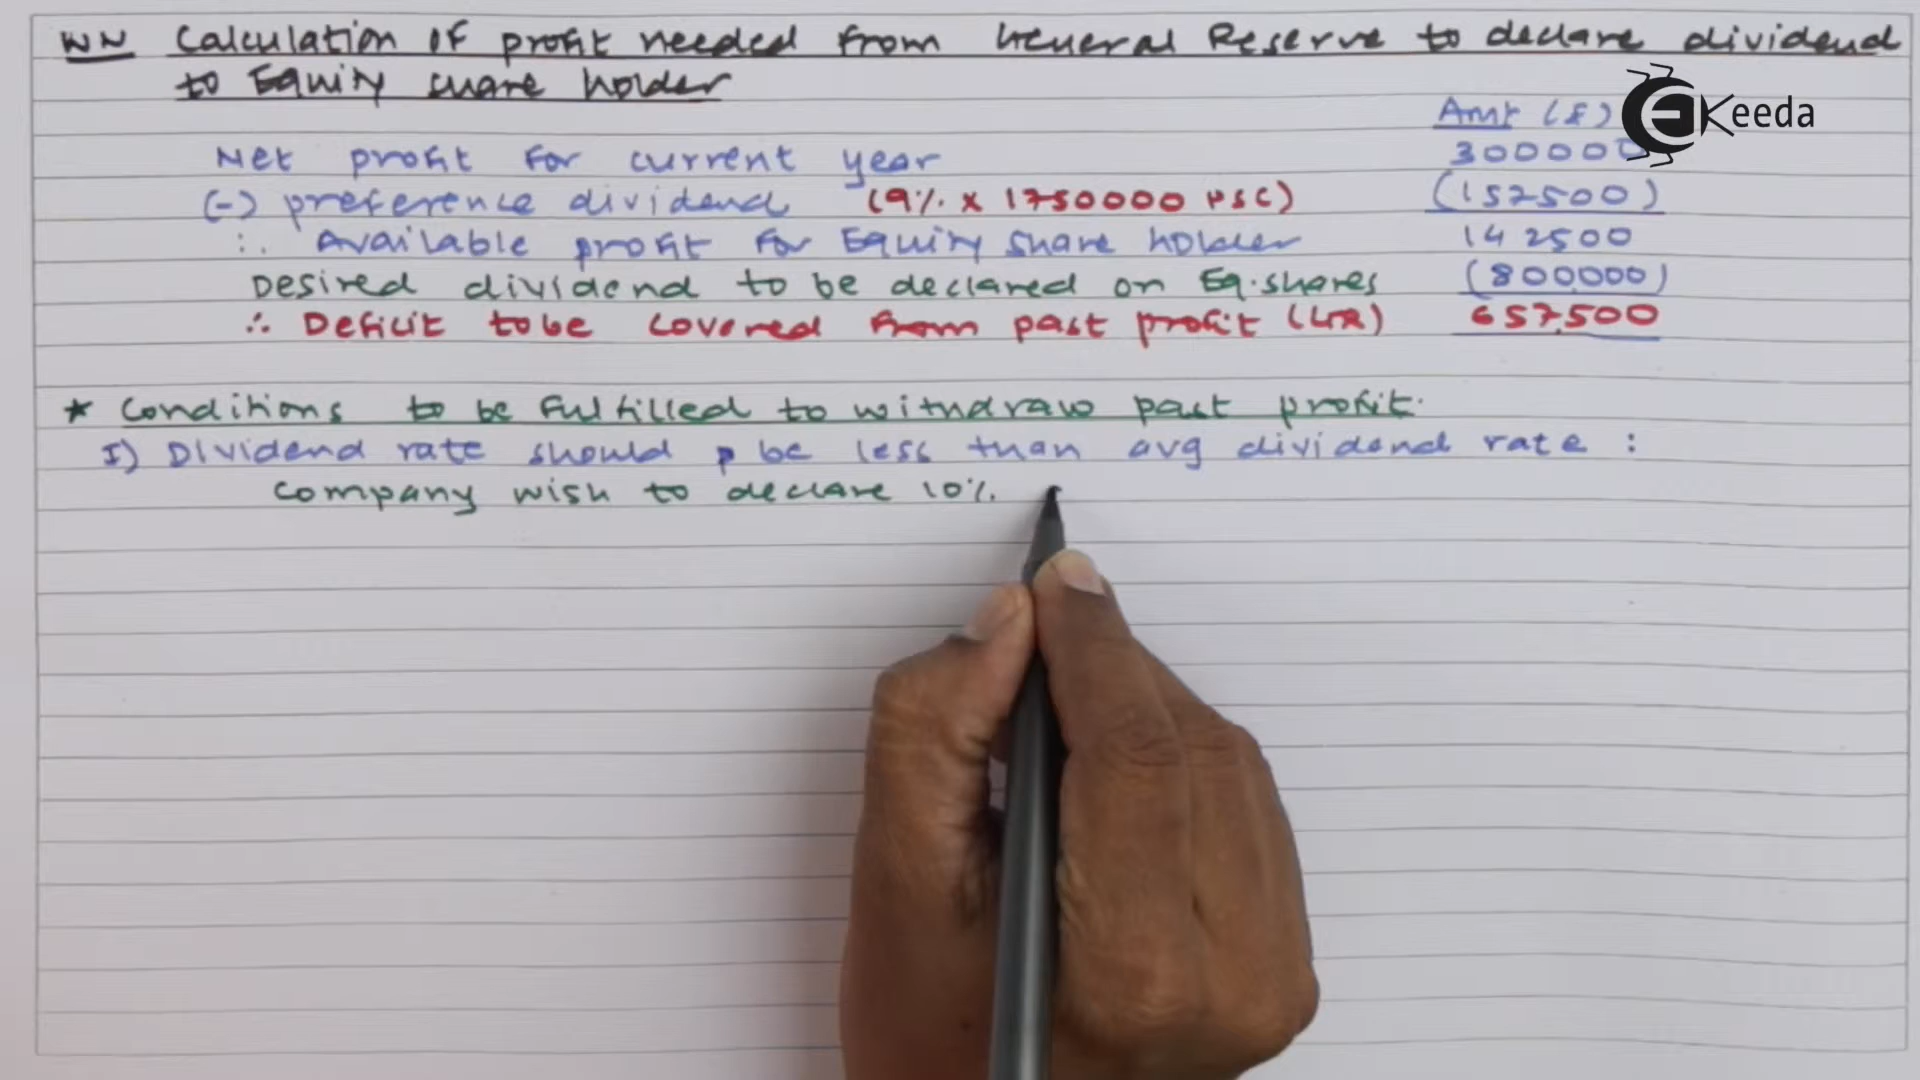 WN Calculation of profit needed from General Reserve to declare dividend
to Equity share holder
Amt (₹)
EKeeda
Net profit for current year 300000
(-) preference dividend (9% x 1750000 PSC) (157500)
∴ Available profit for Equity share holder 142500
Desired dividend to be declared on Eq.shares (800000)
∴ Deficit to be covered from past profit (GR) 657500
* Conditions to be fulfilled to withdraw past profit.
I) Dividend rate should be less than avg dividend rate :
Company wish to declare 10%.